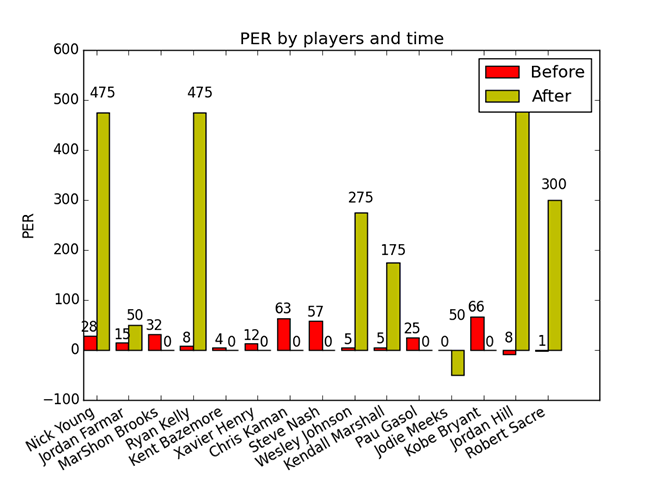 PER by players and time
Before
After
PER
600
500
400
300
200
100
0
−100
28
475
15
50
32
0
8
475
4
0
12
0
63
0
57
0
5
275
5
175
25
0
0
50
66
0
8
1
300
Nick Young
Jordan Farmar
MarShon Brooks
Ryan Kelly
Kent Bazemore
Xavier Henry
Chris Kaman
Steve Nash
Wesley Johnson
Kendall Marshall
Pau Gasol
Jodie Meeks
Kobe Bryant
Jordan Hill
Robert Sacre